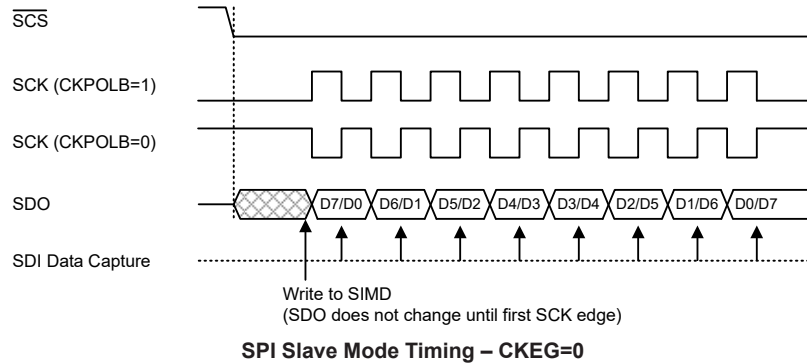 SCS
SCK (CKPOLB=1)
SCK (CKPOLB=0)
SDO
D7/D0 D6/D1 D5/D2 D4/D3 D3/D4 D2/D5 D1/D6 D0/D7
SDI Data Capture
Write to SIMD
(SDO does not change until first SCK edge)
SPI Slave Mode Timing – CKEG=0